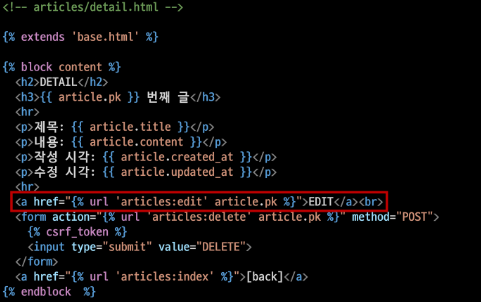 <!-- articles/detail.html -->
{% extends 'base.html' %}
{% block content %}
<h2>DETAIL</h2>
<h3>{{ article.pk }} 번째 글</h3>
<hr>
<p>제목: {{ article.title }}</p>
<p>내용: {{ article.content }}</p>
<p>작성 시각: {{ article.created_at }}</p>
<p>수정 시각: {{ article.updated_at }}</p>
<hr>
<a href="{% url 'articles:edit' article.pk %}">EDIT</a><br>
<form action="{% url 'articles:delete' article.pk %}" method="POST">
{% csrf_token %}
<input type="submit" value="DELETE">
</form>
<a href="{% url 'articles:index' %}">[back]</a>
{% endblock  %}